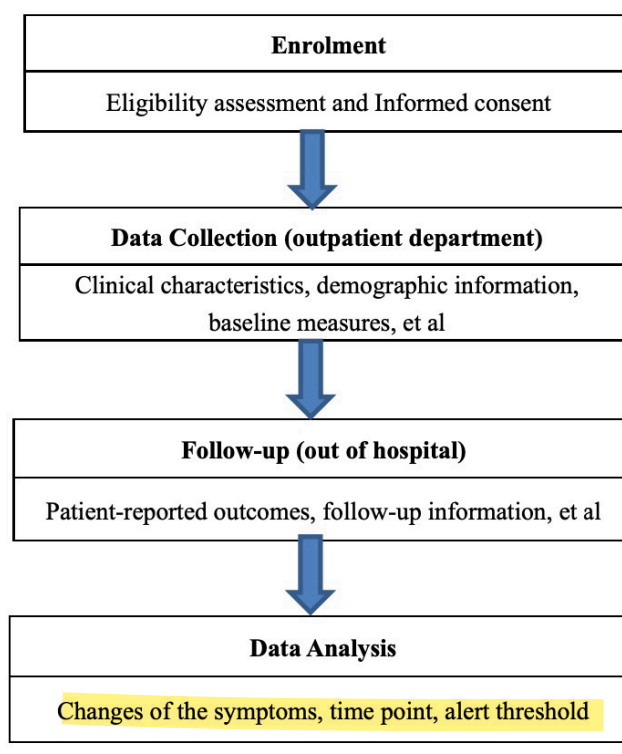 Enrolment
Eligibility assessment and Informed consent
Data Collection (outpatient department)
Clinical characteristics, demographic information,
baseline measures, et al
Follow-up (out of hospital)
Patient-reported outcomes, follow-up information, et al
Data Analysis
Changes of the symptoms, time point, alert threshold